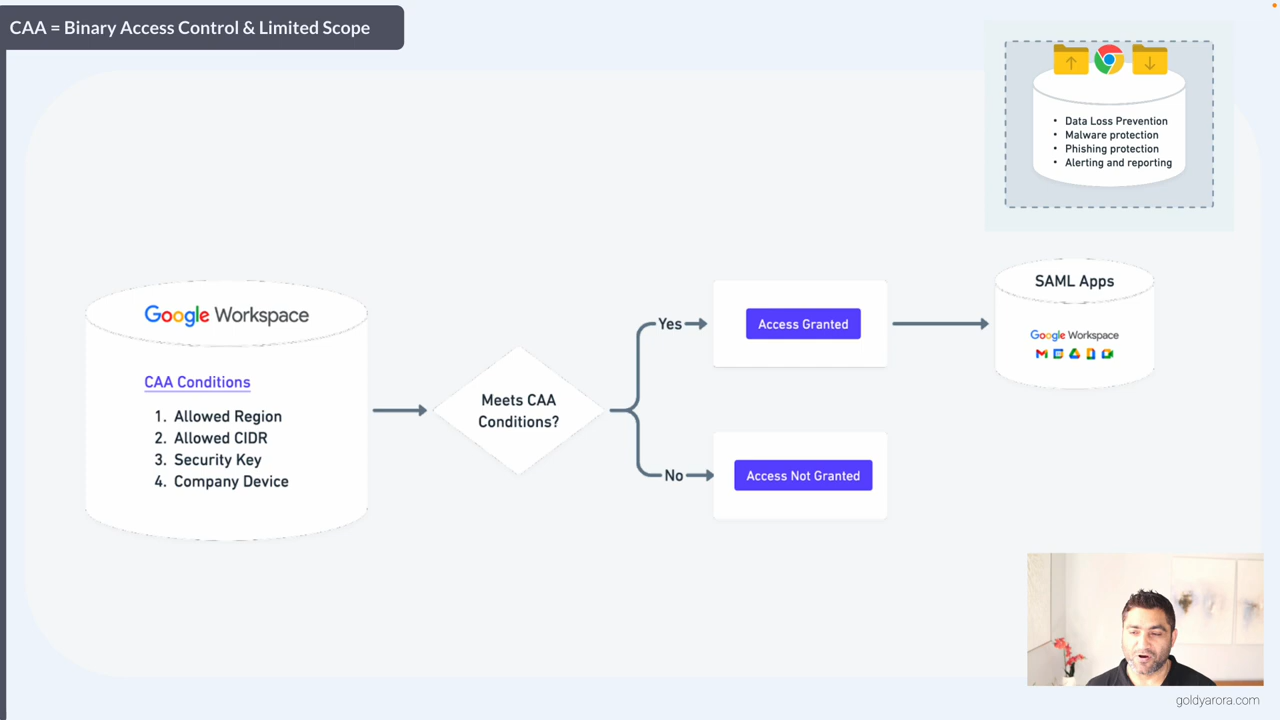 CAA = Binary Access Control & Limited Scope
• Data Loss Prevention
• Malware protection
• Phishing protection
• Alerting and reporting
Google Workspace
CAA Conditions
1. Allowed Region
2. Allowed CIDR
3. Security Key
4. Company Device
Meets CAA
Conditions?
Yes
Access Granted
No
Access Not Granted
SAML Apps
Google Workspace
goldyarora.com